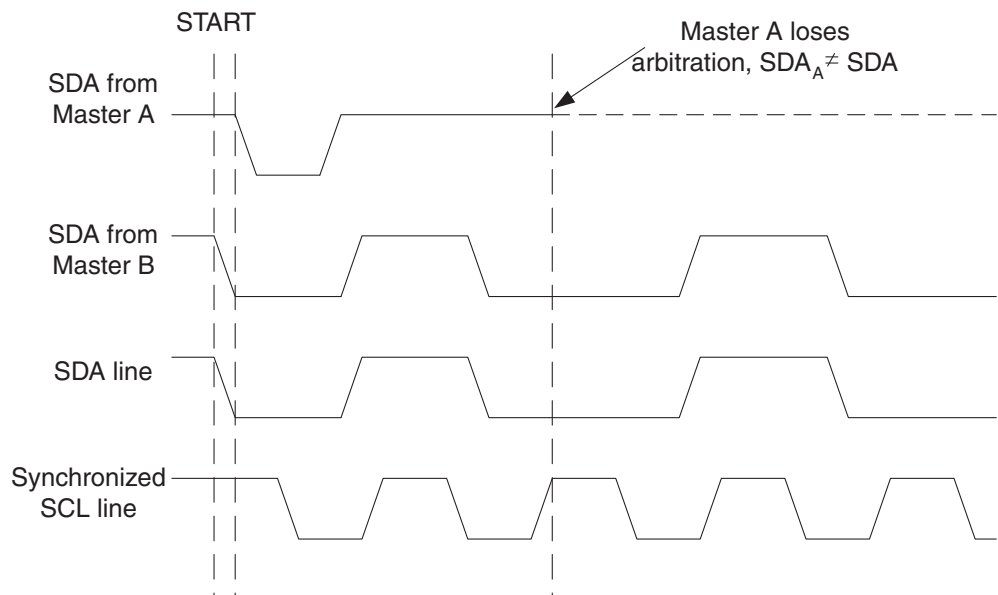 START
Master A loses
arbitration, SDA_A ≠ SDA
SDA from
Master A
SDA from
Master B
SDA line
Synchronized
SCL line